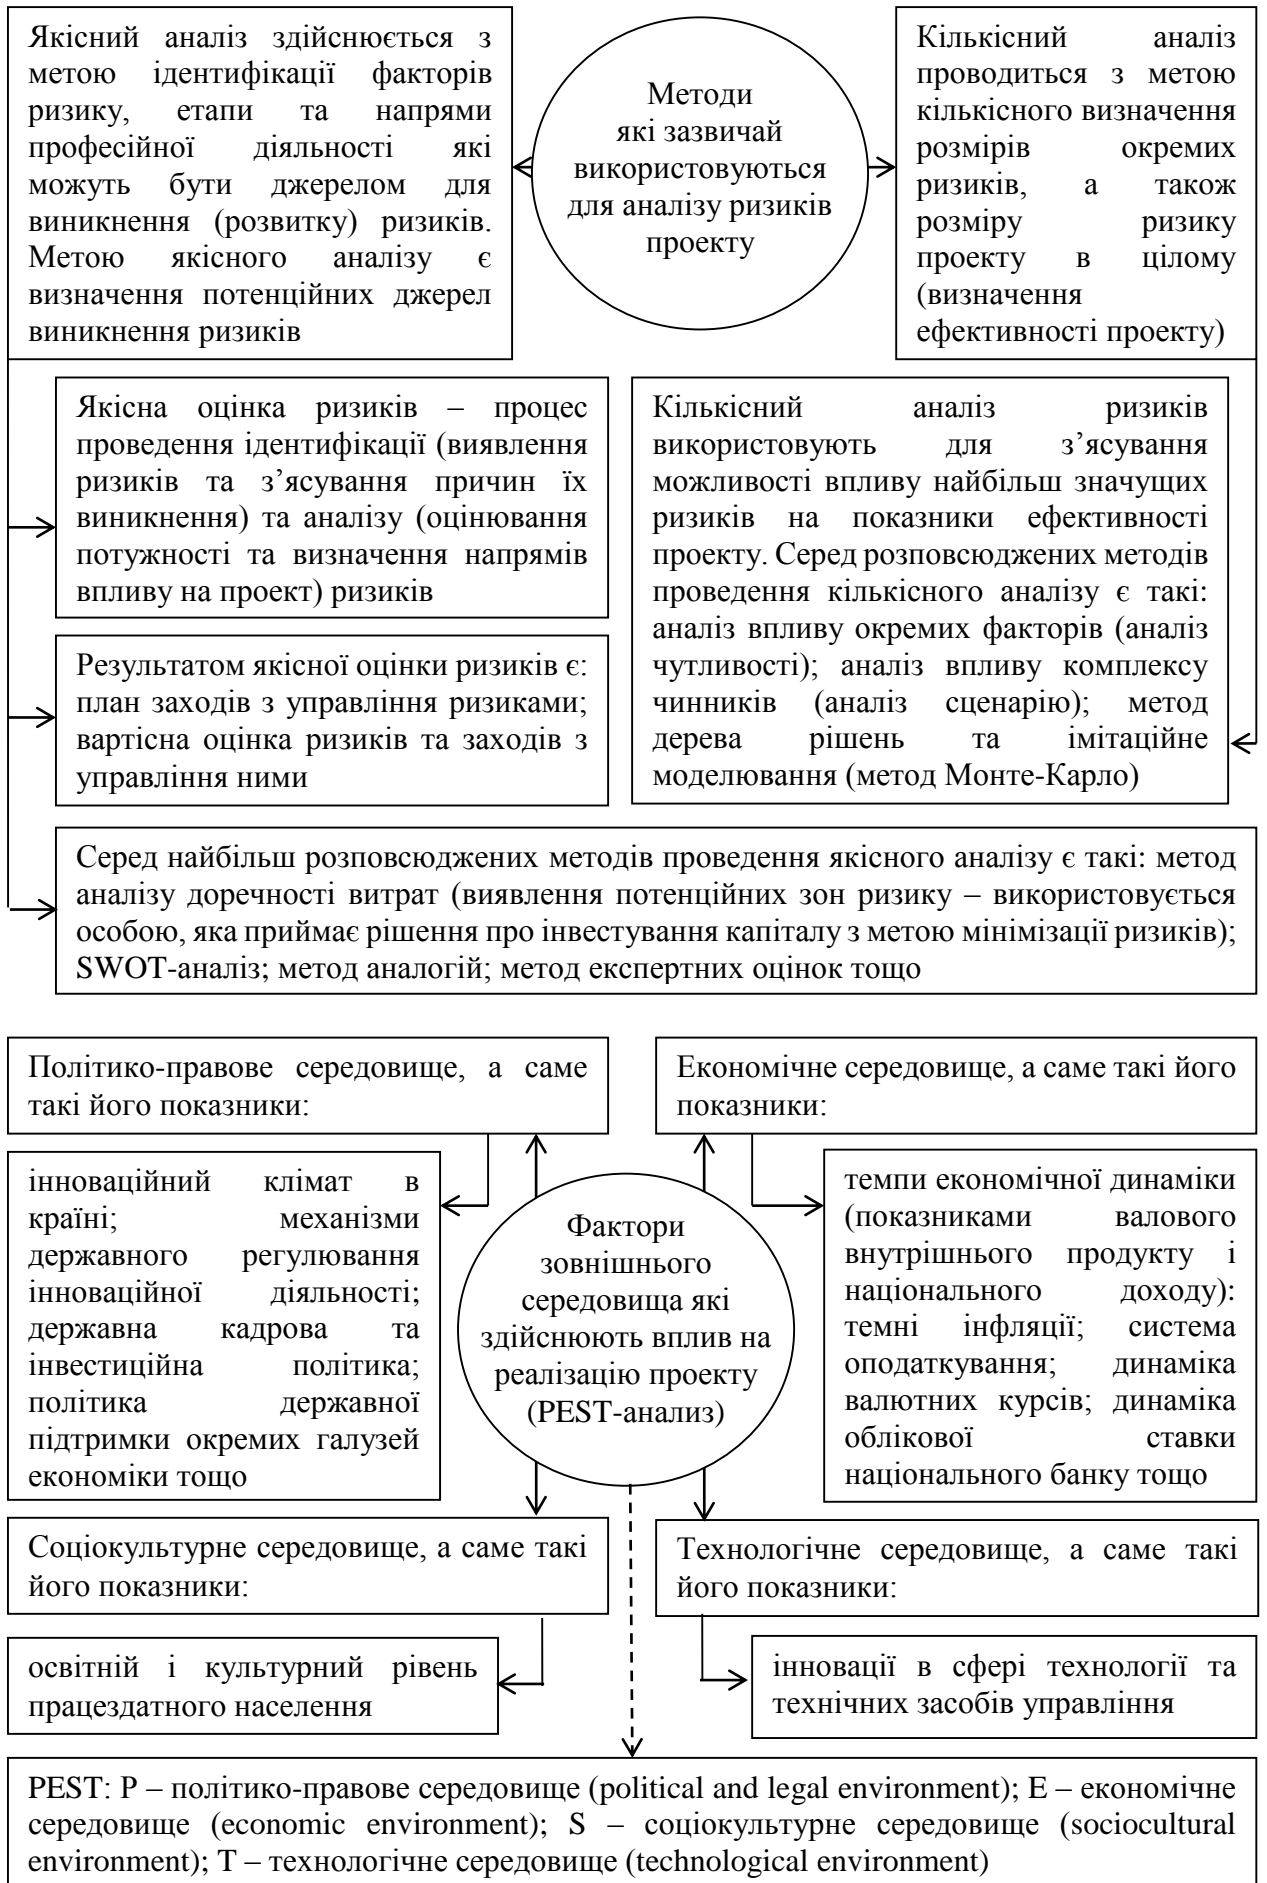 Якісний аналіз здійснюється з
метою ідентифікації факторів
ризику, етапи та напрями
професійної діяльності які
можуть бути джерелом для
виникнення (розвитку) ризиків.
Метою якісного аналізу є
визначення потенційних джерел
виникнення ризиків
Методи
які зазвичай
використовуються
для аналізу ризиків
проекту
Кількісний аналіз
проводиться з метою
кількісного визначення
розмірів окремих
ризиків, а також
розміру ризику
проекту в цілому
(визначення
ефективності проекту)
Якісна оцінка ризиків – процес
проведення ідентифікації (виявлення
ризиків та з’ясування причин їх
виникнення) та аналізу (оцінювання
потужності та визначення напрямів
впливу на проект) ризиків
Результатом якісної оцінки ризиків є:
план заходів з управління ризиками;
вартісна оцінка ризиків та заходів з
управління ними
Кількісний аналіз ризиків
використовують для з’ясування
можливості впливу найбільш значущих
ризиків на показники ефективності
проекту. Серед розповсюджених методів
проведення кількісного аналізу є такі:
аналіз впливу окремих факторів (аналіз
чутливості); аналіз впливу комплексу
чинників (аналіз сценарію); метод
дерева рішень та імітаційне
моделювання (метод Монте-Карло)
Серед найбільш розповсюджених методів проведення якісного аналізу є такі: метод
аналізу доречності витрат (виявлення потенційних зон ризику – використовується
особою, яка приймає рішення про інвестування капіталу з метою мінімізації ризиків);
SWOT-аналіз; метод аналогій; метод експертних оцінок тощо
Політико-правове середовище, а саме
такі його показники:
Економічне середовище, а саме такі його
показники:
інноваційний клімат в
країні; механізми
державного регулювання
інноваційної діяльності;
державна кадрова та
інвестиційна політика;
політика державної
підтримки окремих галузей
економіки тощо
Фактори
зовнішнього
середовища які
здійснюють вплив на
реалізацію проекту
(PEST-анализ)
темпи економічної динаміки
(показниками валового
внутрішнього продукту і
національного доходу):
темні інфляції; система
оподаткування; динаміка
валютних курсів; динаміка
облікової ставки
національного банку тощо
Соціокультурне середовище, а саме такі
його показники:
Технологічне середовище, а саме такі
його показники:
освітній і культурний рівень
працездатного населення
інновації в сфері технології та
технічних засобів управління
PEST: P – політико-правове середовище (political and legal environment); E – економічне
середовище (economic environment); S – соціокультурне середовище (sociocultural
environment); T – технологічне середовище (technological environment)